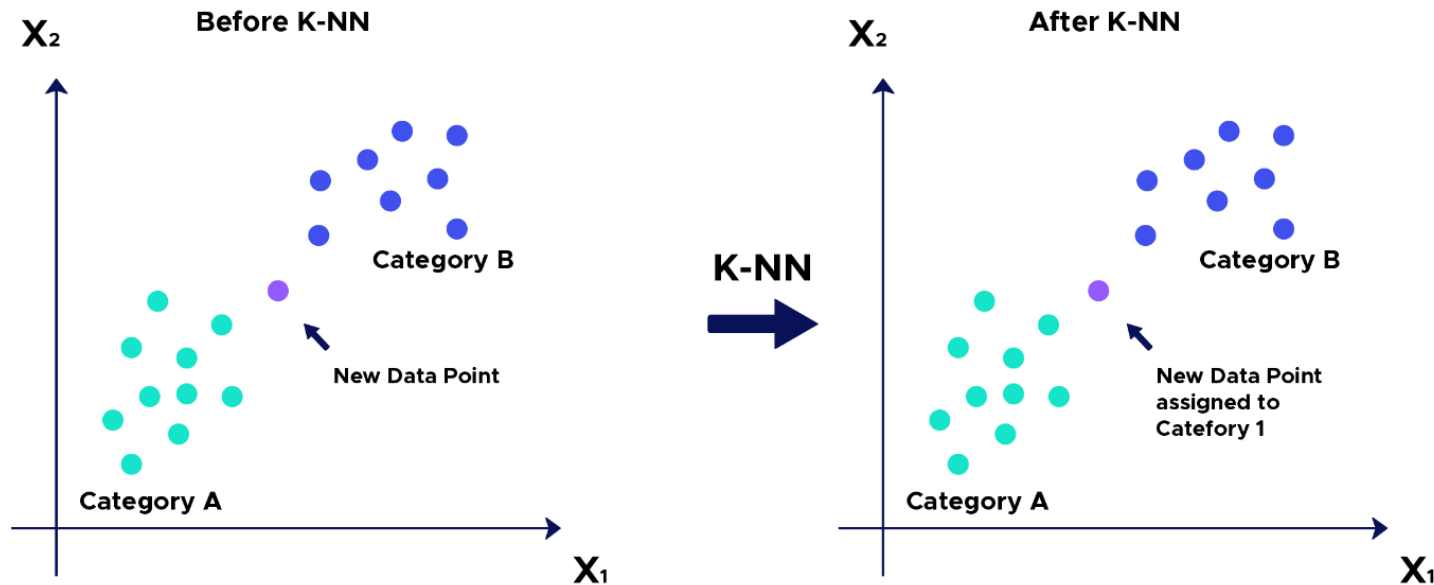 Before K-NN
X₂
Category B
New Data Point
Category A
X₁
K-NN
After K-NN
X₂
Category B
New Data Point
assigned to
Catefory 1
Category A
X₁